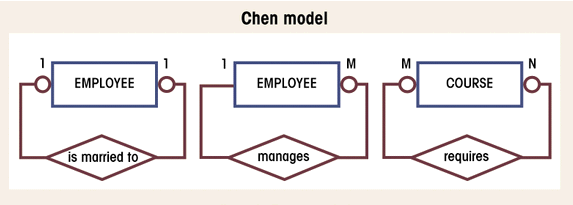 Chen model
1 1 1 M M N
EMPLOYEE EMPLOYEE COURSE
is married to manages requires